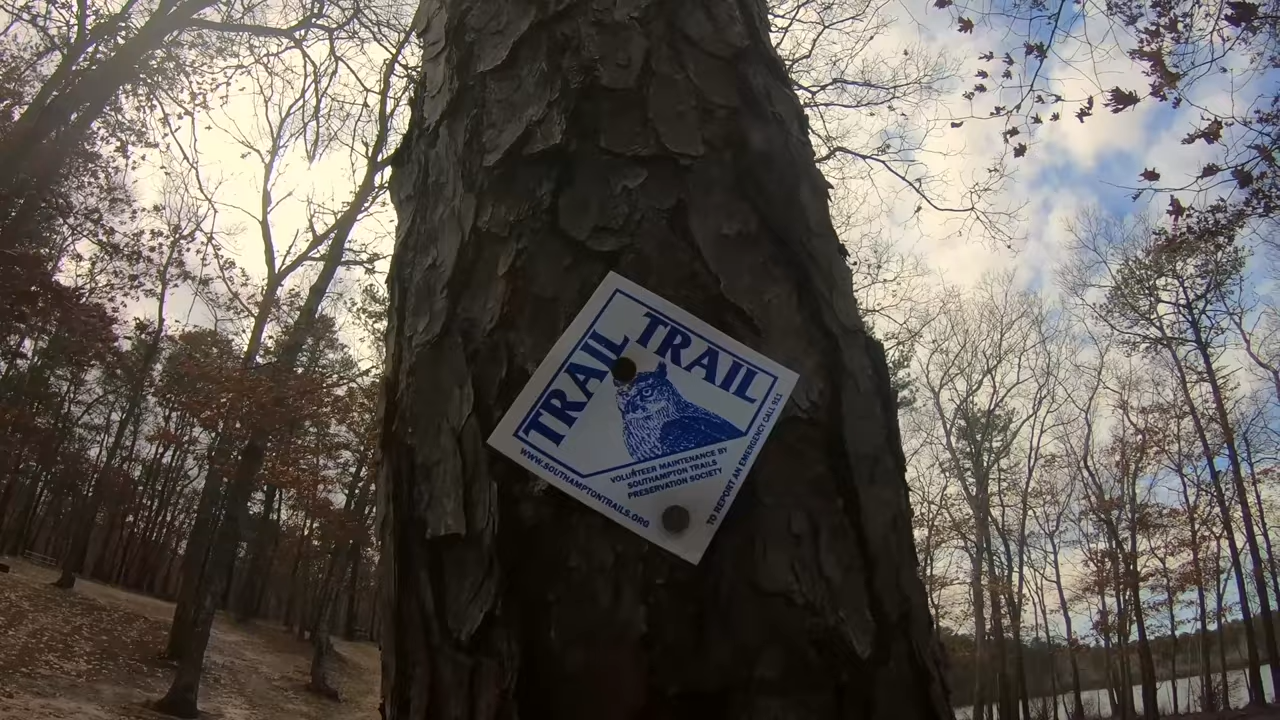 TRAIL
TRAIL
VOLUNTEER MAINTENANCE BY
SOUTHAMPTON TRAILS
PRESERVATION SOCIETY
WWW.SOUTHAMPTONTRAILS.ORG
TO REPORT AN EMERGENCY CALL 911